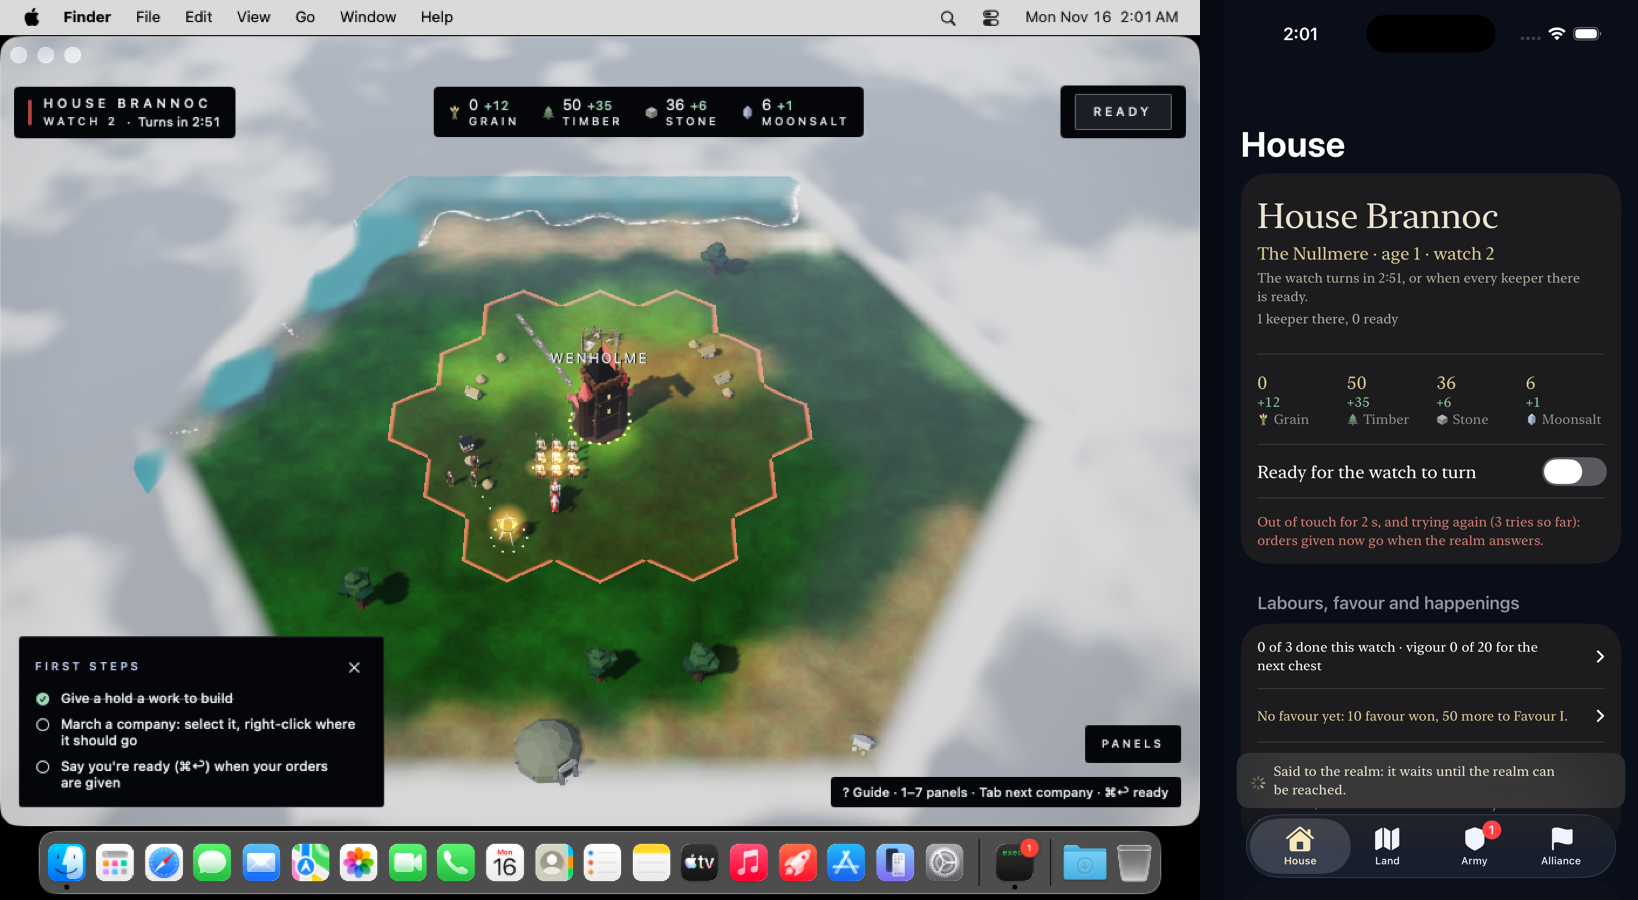 Finder File Edit View Go Window Help
Mon Nov 16 2:01 AM
HOUSE BRANNOC
WATCH 2 · Turns in 2:51
0 +12
GRAIN
50 +35
TIMBER
36 +6
STONE
6 +1
MOONSALT
READY
WENHOLME
FIRST STEPS
Give a hold a work to build
March a company: select it, right-click where
it should go
Say you're ready (⌘⏎) when your orders
are given
PANELS
? Guide · 1–7 panels · Tab next company · ⌘⏎ ready
Mon
16
tv
exec
1
2:01
House
House Brannoc
The Nullmere · age 1 · watch 2
The watch turns in 2:51, or when every keeper there
is ready.
1 keeper there, 0 ready
0 50 36 6
+12 +35 +6 +1
Grain Timber Stone Moonsalt
Ready for the watch to turn
Out of touch for 2 s, and trying again (3 tries so far):
orders given now go when the realm answers.
Labours, favour and happenings
0 of 3 done this watch · vigour 0 of 20 for the
next chest
No favour yet: 10 favour won, 50 more to Favour I.
Said to the realm: it waits until the realm can
be reached.
1
House Land Army Alliance